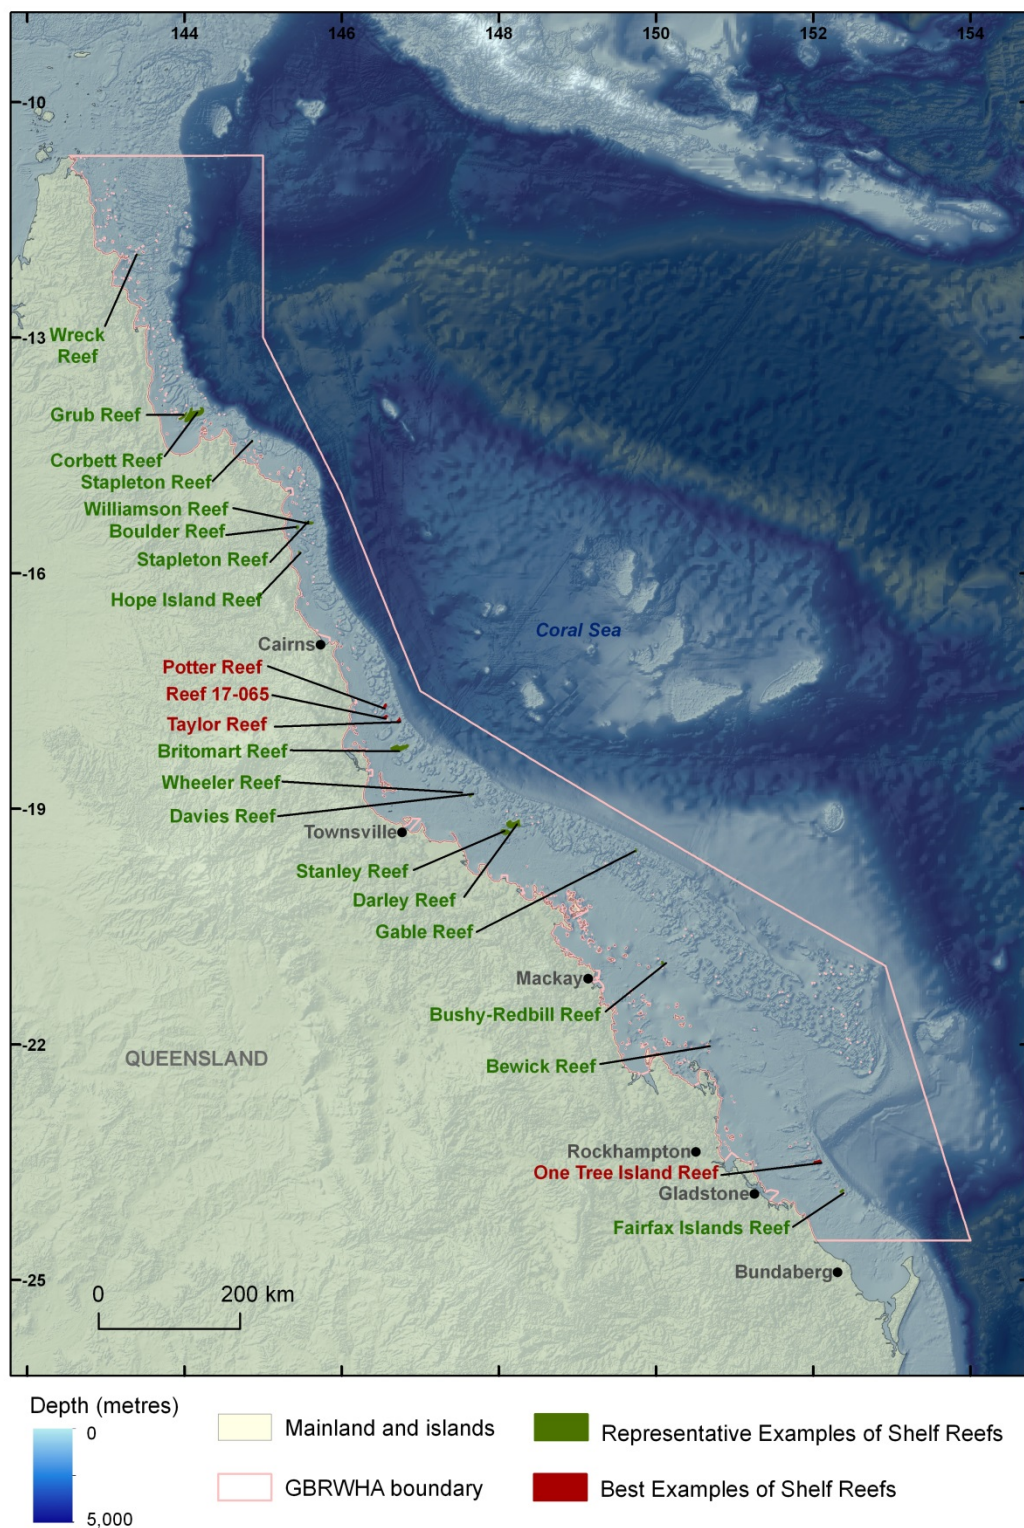 144 146 148 150 152 154
-10
Wreck
Reef
-13
Grub Reef
Corbett Reef
Stapleton Reef
Williamson Reef
Boulder Reef
Stapleton Reef
-16
Hope Island Reef
Coral Sea
Cairns
Potter Reef
Reef 17-065
Taylor Reef
Britomart Reef
Wheeler Reef
-19
Davies Reef
Townsville
Stanley Reef
Darley Reef
Gable Reef
Mackay
Bushy-Redbill Reef
-22
QUEENSLAND
Bewick Reef
Rockhampton
One Tree Island Reef
Gladstone
Fairfax Islands Reef
Bundaberg
-25
0 200 km
Depth (metres)
0
5,000
Mainland and islands
GBRWHA boundary
Representative Examples of Shelf Reefs
Best Examples of Shelf Reefs